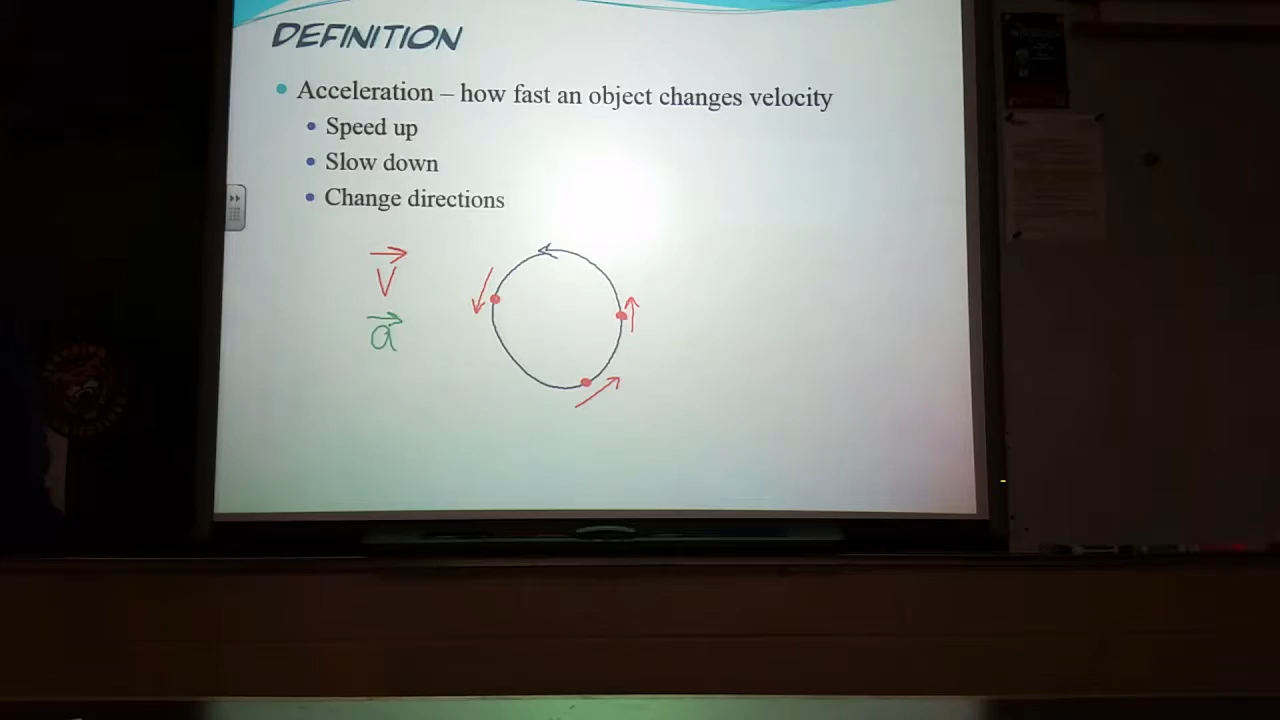 DEFINITION
Acceleration – how fast an object changes velocity
Speed up
Slow down
Change directions
V
a